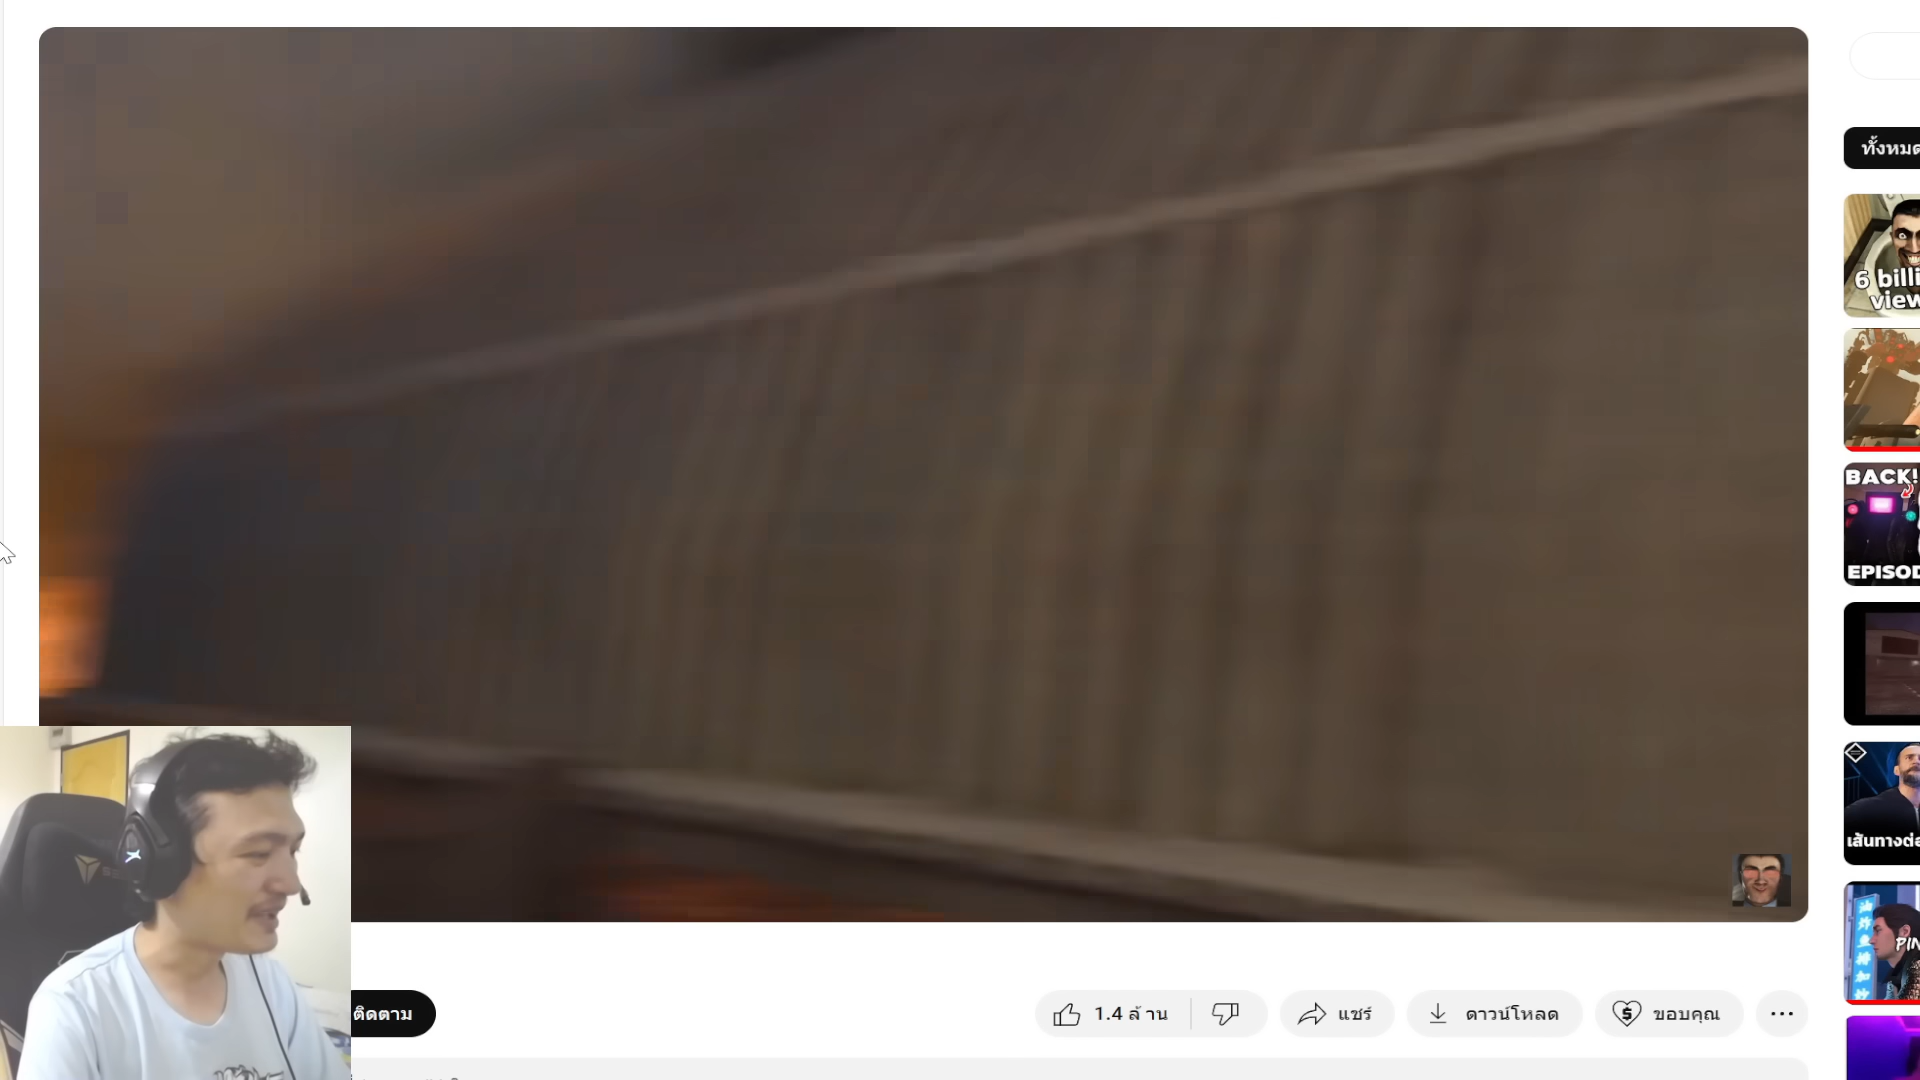 ทั้งหมด
6 billi
view
BACK!
EPISOD
เส้นทางต่อ
PIN
ติดตาม
1.4 ล้าน
แชร์
ดาวน์โหลด
ขอบคุณ